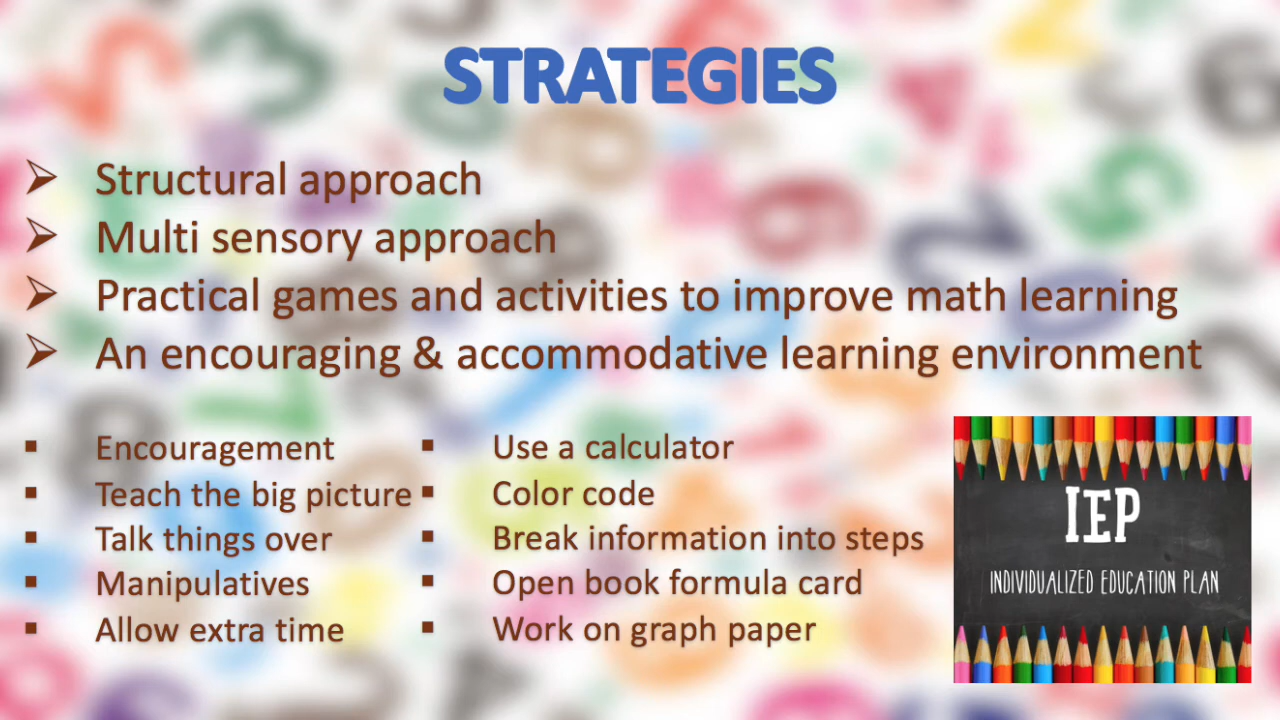 STRATEGIES
Structural approach
Multi sensory approach
Practical games and activities to improve math learning
An encouraging & accommodative learning environment
Encouragement
Teach the big picture
Talk things over
Manipulatives
Allow extra time
Use a calculator
Color code
Break information into steps
Open book formula card
Work on graph paper
IEP
INDIVIDUALIZED EDUCATION PLAN